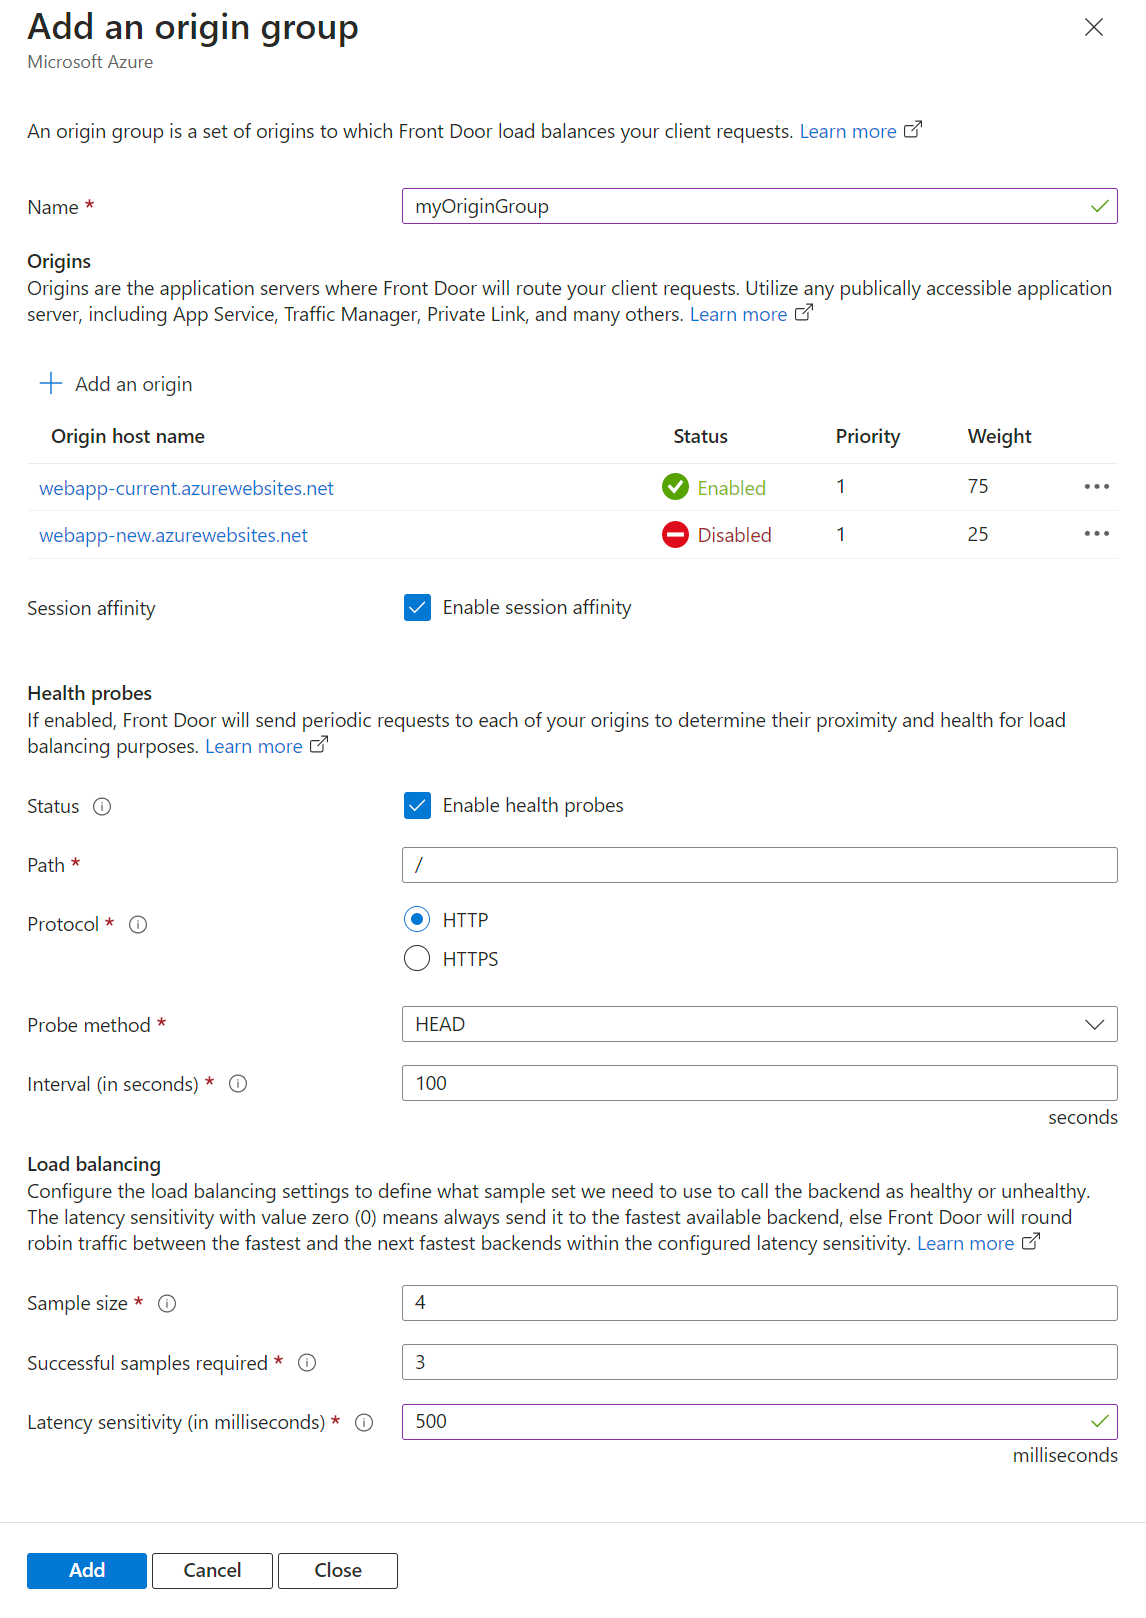 Add an origin group
Microsoft Azure
An origin group is a set of origins to which Front Door load balances your client requests. Learn more
Name *
myOriginGroup
Origins
Origins are the application servers where Front Door will route your client requests. Utilize any publically accessible application
server, including App Service, Traffic Manager, Private Link, and many others. Learn more
Add an origin
Origin host name Status Priority Weight
webapp-current.azurewebsites.net Enabled 1 75
webapp-new.azurewebsites.net Disabled 1 25
Session affinity
Enable session affinity
Health probes
If enabled, Front Door will send periodic requests to each of your origins to determine their proximity and health for load
balancing purposes. Learn more
Status
Enable health probes
Path *
/
Protocol *
HTTP
HTTPS
Probe method *
HEAD
Interval (in seconds) *
100
seconds
Load balancing
Configure the load balancing settings to define what sample set we need to use to call the backend as healthy or unhealthy.
The latency sensitivity with value zero (0) means always send it to the fastest available backend, else Front Door will round
robin traffic between the fastest and the next fastest backends within the configured latency sensitivity. Learn more
Sample size *
4
Successful samples required *
3
Latency sensitivity (in milliseconds) *
500
milliseconds
Add
Cancel
Close